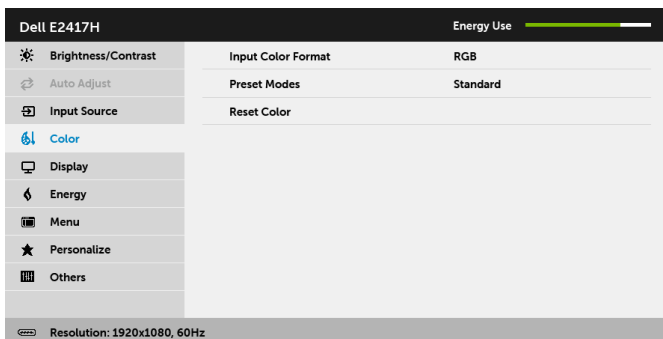 Dell E2417H Energy Use
Brightness/Contrast Input Color Format RGB
Auto Adjust Preset Modes Standard
Input Source Reset Color
Color
Display
Energy
Menu
Personalize
Others
Resolution: 1920x1080, 60Hz